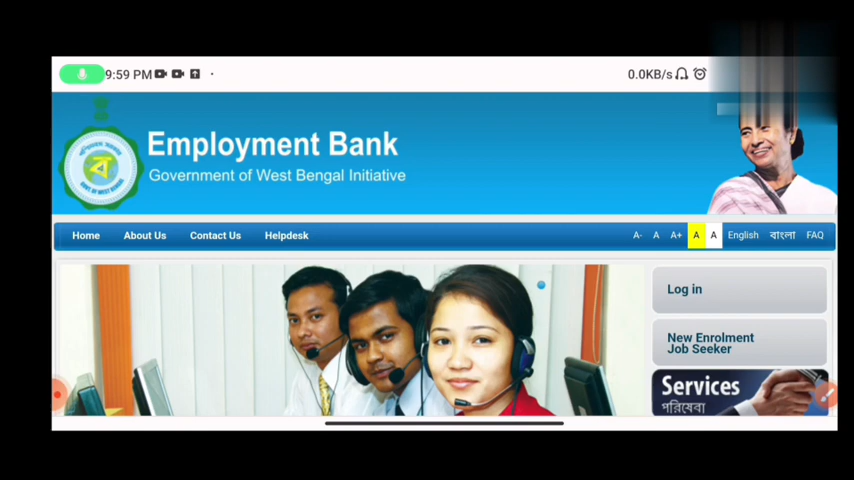 9:59 PM
0.0KB/s
Employment Bank
Government of West Bengal Initiative
Home About Us Contact Us Helpdesk A- A A+ A A English বাংলা FAQ
Log in
New Enrolment
Job Seeker
Services
পরিষেবা